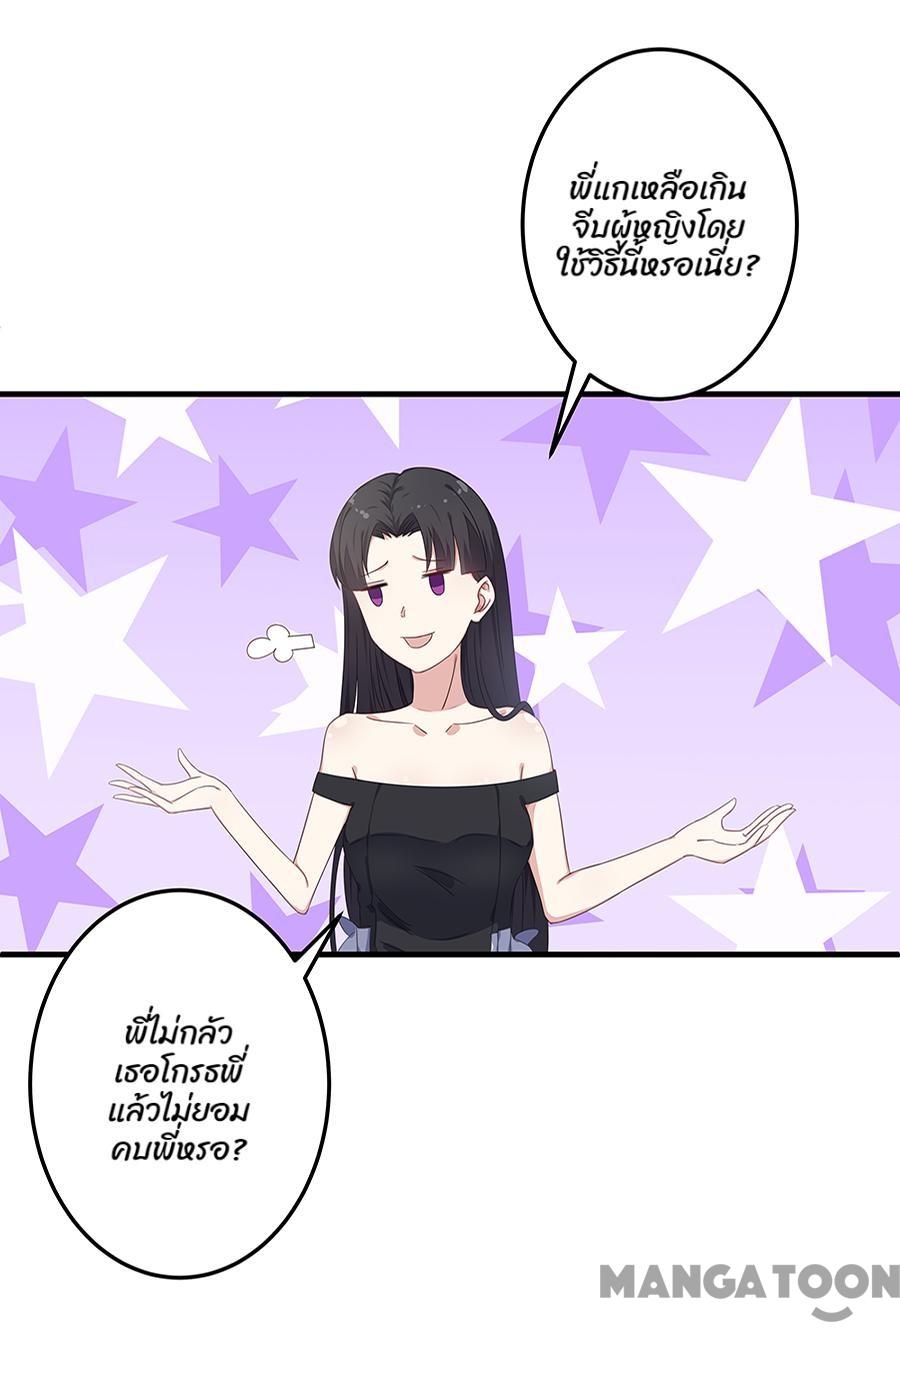 พี่แกเหลือเกิน
จีบผู้หญิงโดย
ใช้วิธีนี้หรอเนี่ย?
พี่ไม่กลัว
เธอโกรธพี่
แล้วไม่ยอม
คบพี่หรอ?
MANGATOON